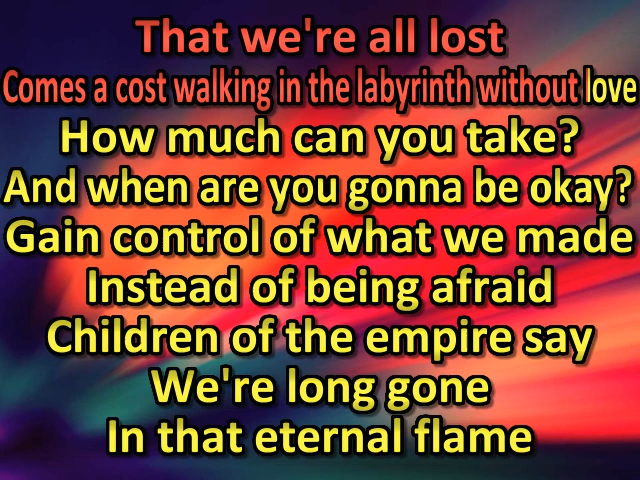 That we're all lost
Comes a cost walking in the labyrinth without love
How much can you take?
And when are you gonna be okay?
Gain control of what we made
Instead of being afraid
Children of the empire say
We're long gone
In that eternal flame